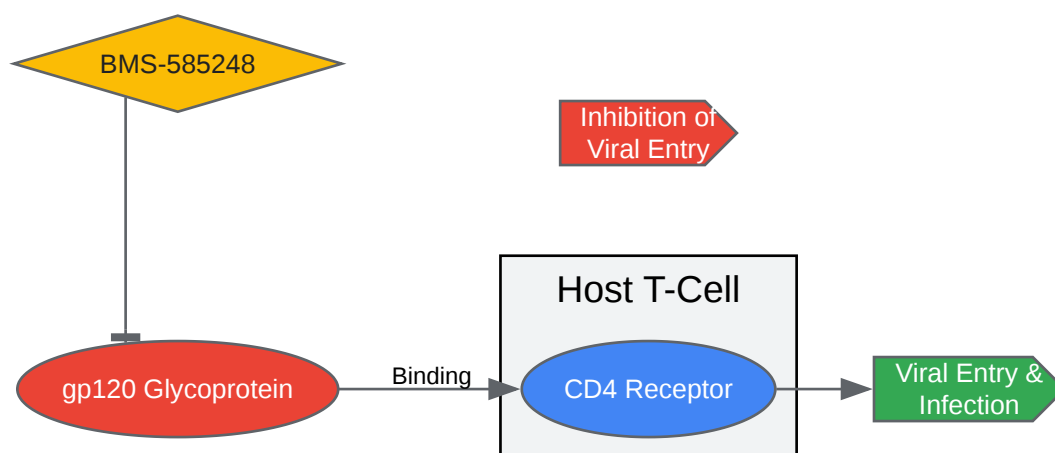 BMS-585248
Inhibition of
Viral Entry
Host T-Cell
gp120 Glycoprotein
Binding
CD4 Receptor
Viral Entry &
Infection